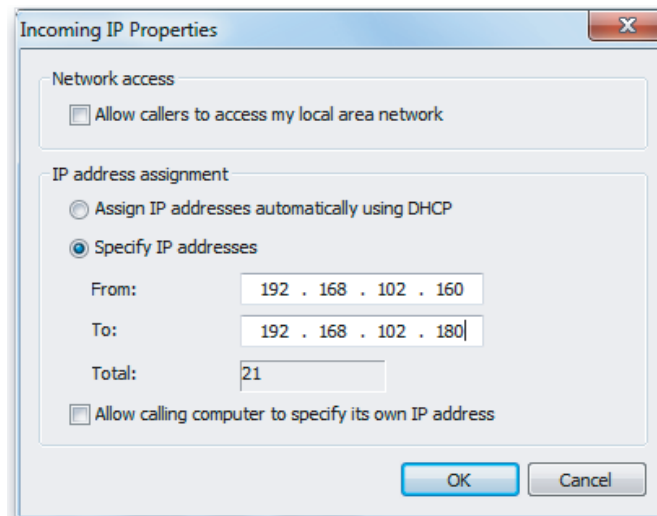 Incoming IP Properties
Network access
Allow callers to access my local area network
IP address assignment
Assign IP addresses automatically using DHCP
Specify IP addresses
From: 192 . 168 . 102 . 160
To: 192 . 168 . 102 . 180
Total: 21
Allow calling computer to specify its own IP address
OK Cancel